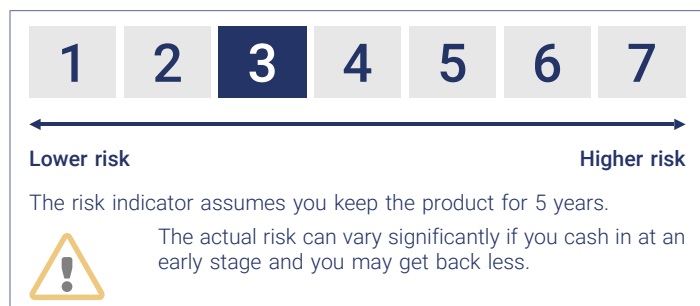 1 2 3 4 5 6 7
Lower risk Higher risk
The risk indicator assumes you keep the product for 5 years.
The actual risk can vary significantly if you cash in at an
early stage and you may get back less.
!